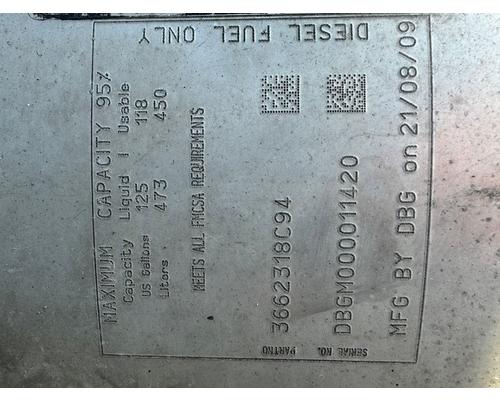 MAXIMUM CAPACITY 95%
Capacity Liquid | Usable
US Gallons 125 118
Liters 473 450
MEETS ALL FMCSA REQUIREMENTS
PARTNO 3662318C94
SERIAL NO. DBGM000011420
MFG BY DBG on 21/08/09
DIESEL FUEL ONLY